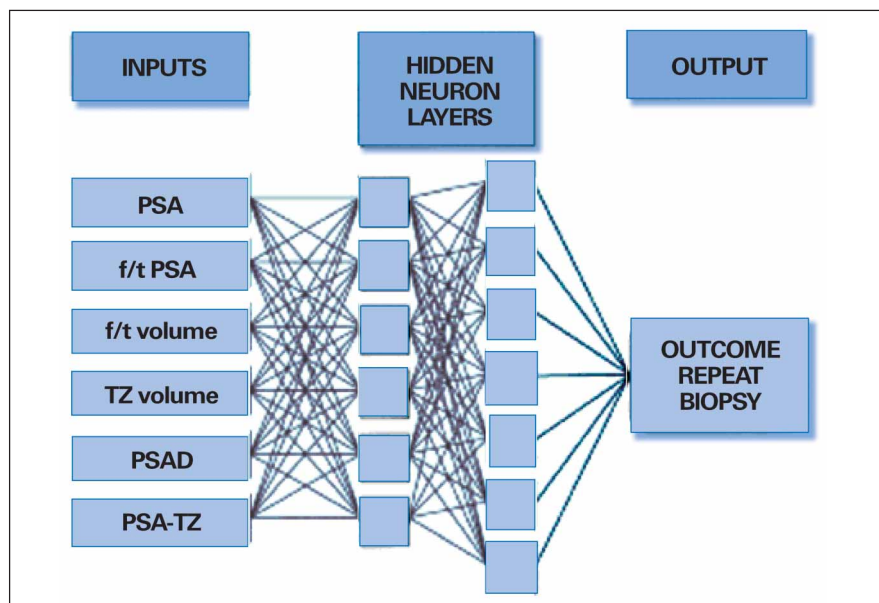 INPUTS
HIDDEN
NEURON
LAYERS
OUTPUT
PSA
f/t PSA
f/t volume
TZ volume
PSAD
PSA-TZ
OUTCOME
REPEAT
BIOPSY